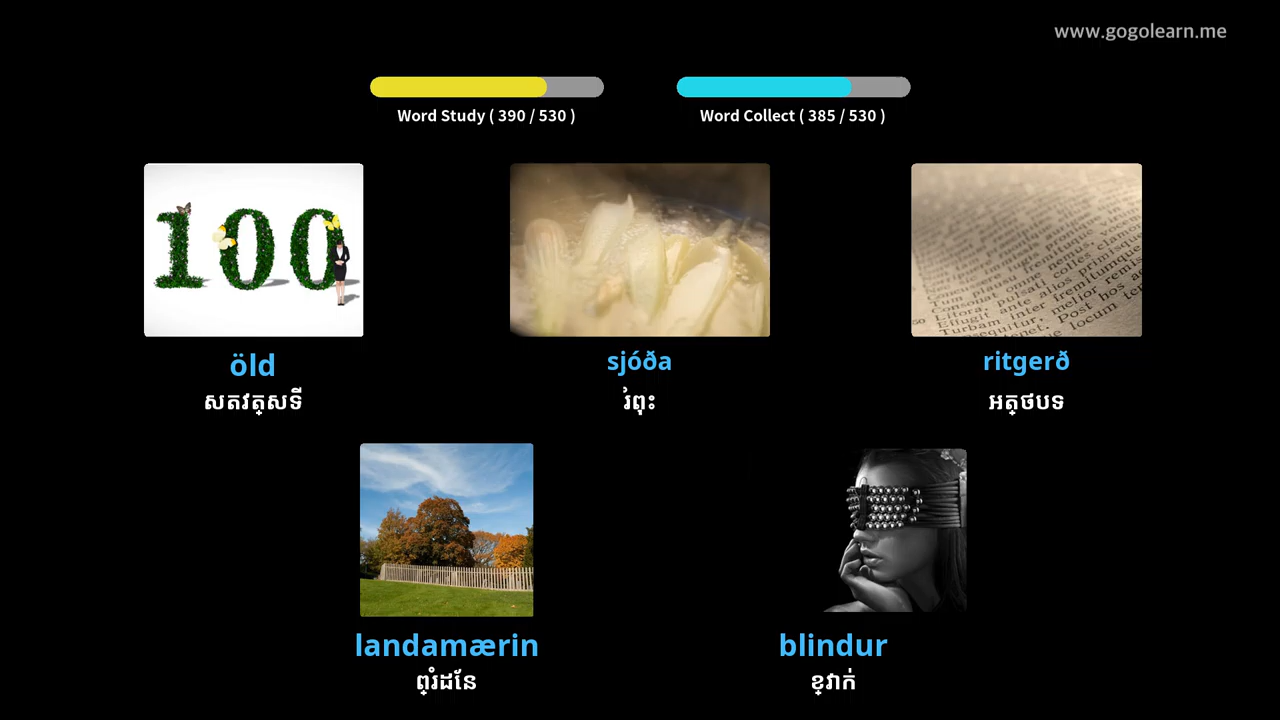 www.gogolearn.me
Word Study ( 390 / 530 )
Word Collect ( 385 / 530 )
100
öld
សតវត្សទី
sjóða
រំពុះ
ritgerð
អត្ថបទ
landamærin
ព្រំដែន
blindur
ខ្វាក់